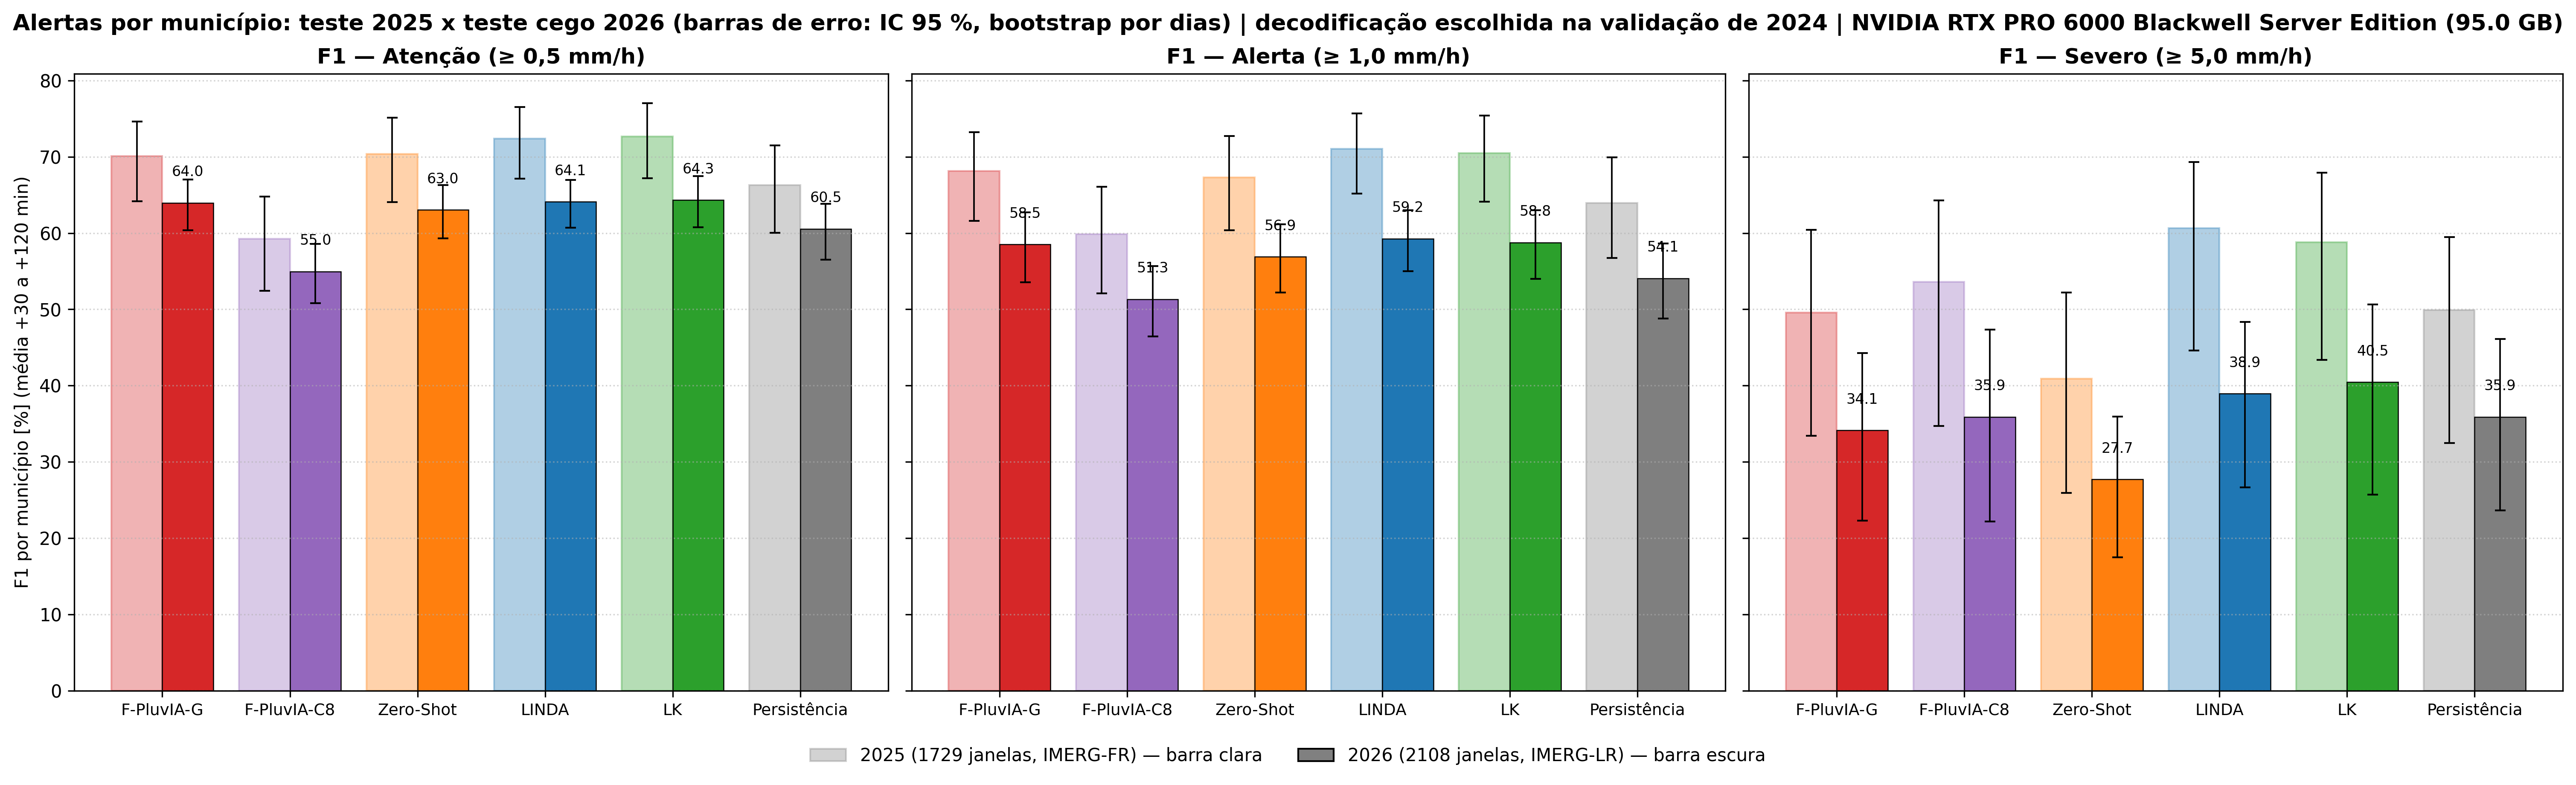 Alertas por município: teste 2025 x teste cego 2026 (barras de erro: IC 95 %, bootstrap por dias) | decodificação escolhida na validação de 2024 | NVIDIA RTX PRO 6000 Blackwell Server Edition (95.0 GB)
F1 — Atenção (≥ 0,5 mm/h)
F1 por município [%] (média +30 a +120 min)
80
70
60
50
40
30
20
10
0
64.0
55.0
63.0
64.1
64.3
60.5
F-PluvIA-G
F-PluvIA-C8
Zero-Shot
LINDA
LK
Persistência
F1 — Alerta (≥ 1,0 mm/h)
58.5
51.3
56.9
59.2
58.8
54.1
F-PluvIA-G
F-PluvIA-C8
Zero-Shot
LINDA
LK
Persistência
F1 — Severo (≥ 5,0 mm/h)
34.1
35.9
27.7
38.9
40.5
35.9
F-PluvIA-G
F-PluvIA-C8
Zero-Shot
LINDA
LK
Persistência
2025 (1729 janelas, IMERG-FR) — barra clara
2026 (2108 janelas, IMERG-LR) — barra escura